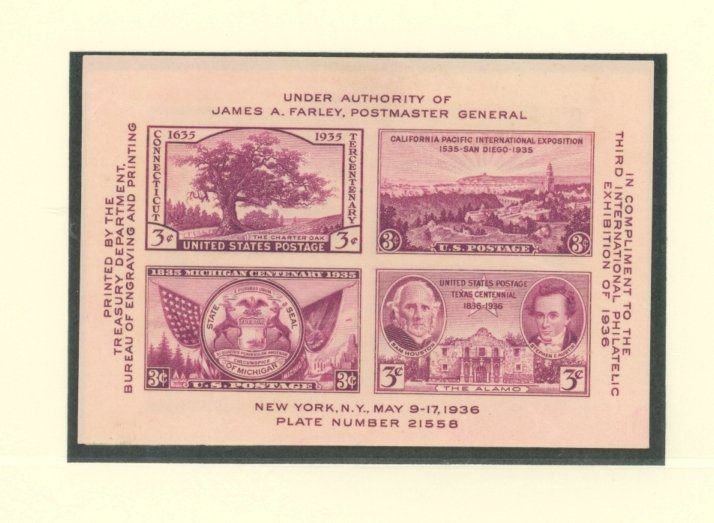 UNDER AUTHORITY OF
JAMES A. FARLEY, POSTMASTER GENERAL
PRINTED BY THE
TREASURY DEPARTMENT,
BUREAU OF ENGRAVING AND PRINTING
1635 1935
CONNECTICUT
TERCENTENARY
THE CHARTER OAK
3¢ 3¢
UNITED STATES POSTAGE
CALIFORNIA PACIFIC INTERNATIONAL EXPOSITION
1535-SAN DIEGO-1935
3¢ U.S. POSTAGE 3¢
1835 MICHIGAN CENTENARY 1935
STATE SEAL
OF MICHIGAN
3¢ U.S. POSTAGE 3¢
UNITED STATES POSTAGE
TEXAS CENTENNIAL
1836-1936
SAM HOUSTON
STEPHEN F. AUSTIN
3¢ THE ALAMO 3¢
IN COMPLIMENT TO THE
THIRD INTERNATIONAL PHILATELIC
EXHIBITION OF 1936
NEW YORK, N.Y., MAY 9-17, 1936
PLATE NUMBER 21558